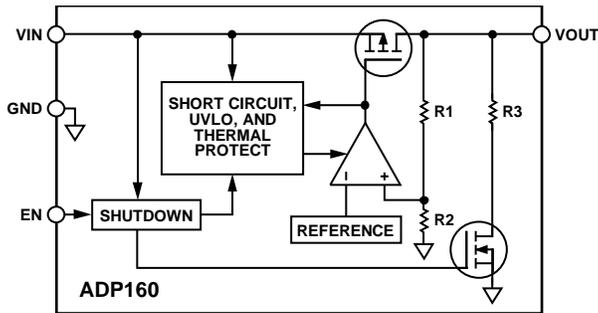 VIN
VOUT
GND
SHORT CIRCUIT,
UVLO, AND
THERMAL
PROTECT
R1
R3
– +
EN
SHUTDOWN
REFERENCE
R2
ADP160